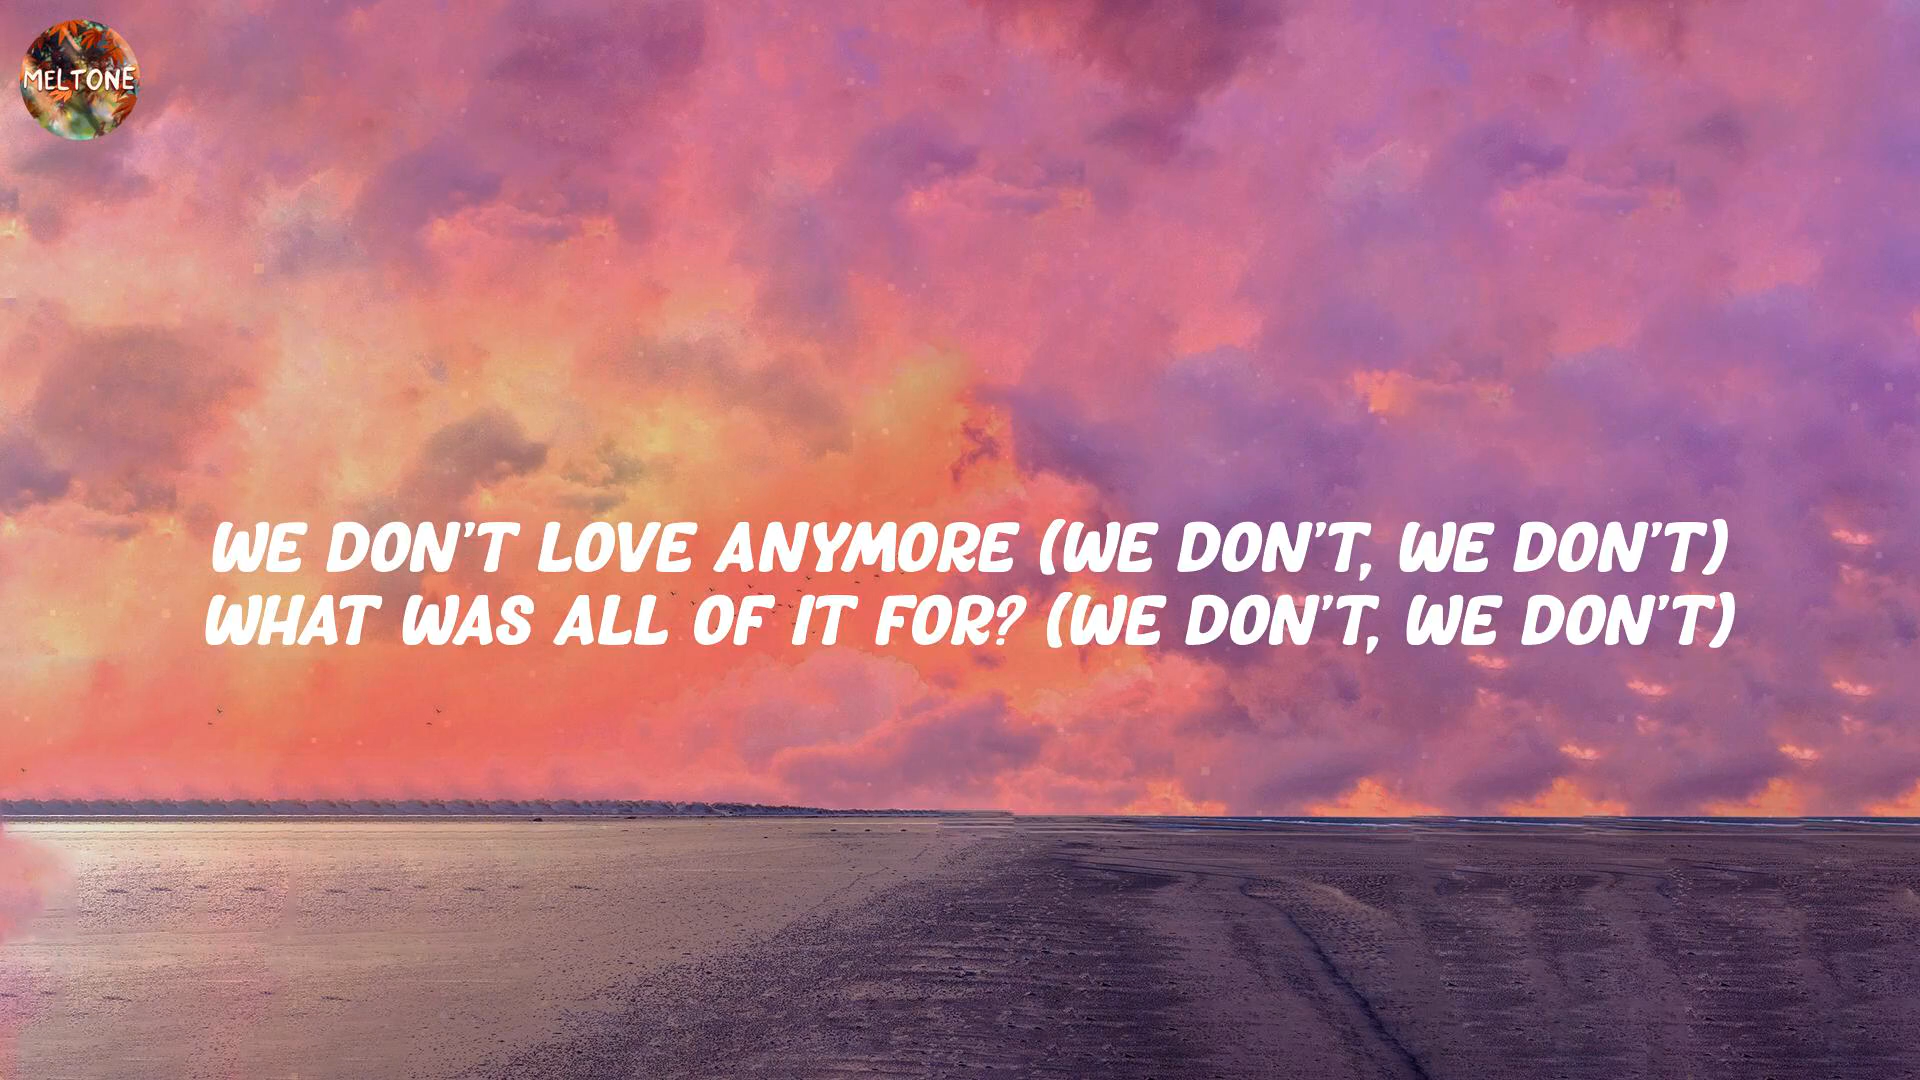 MELTONE
WE DON'T LOVE ANYMORE (WE DON'T, WE DON'T)
WHAT WAS ALL OF IT FOR? (WE DON'T, WE DON'T)